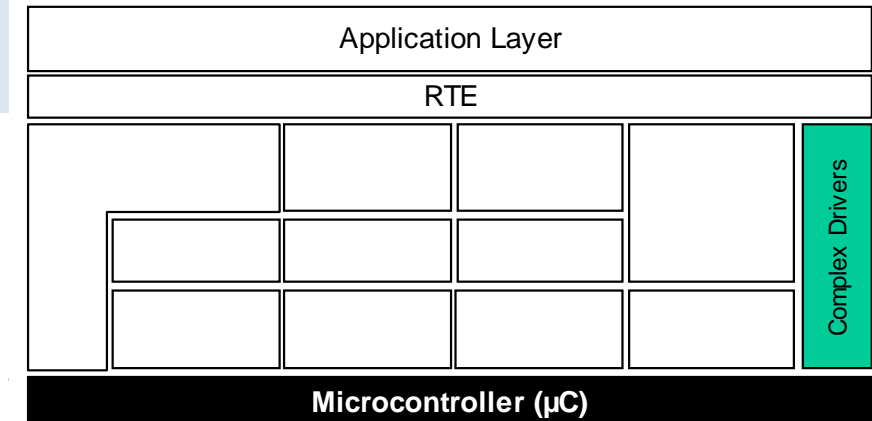 Application Layer
RTE
Complex Drivers
Microcontroller (µC)